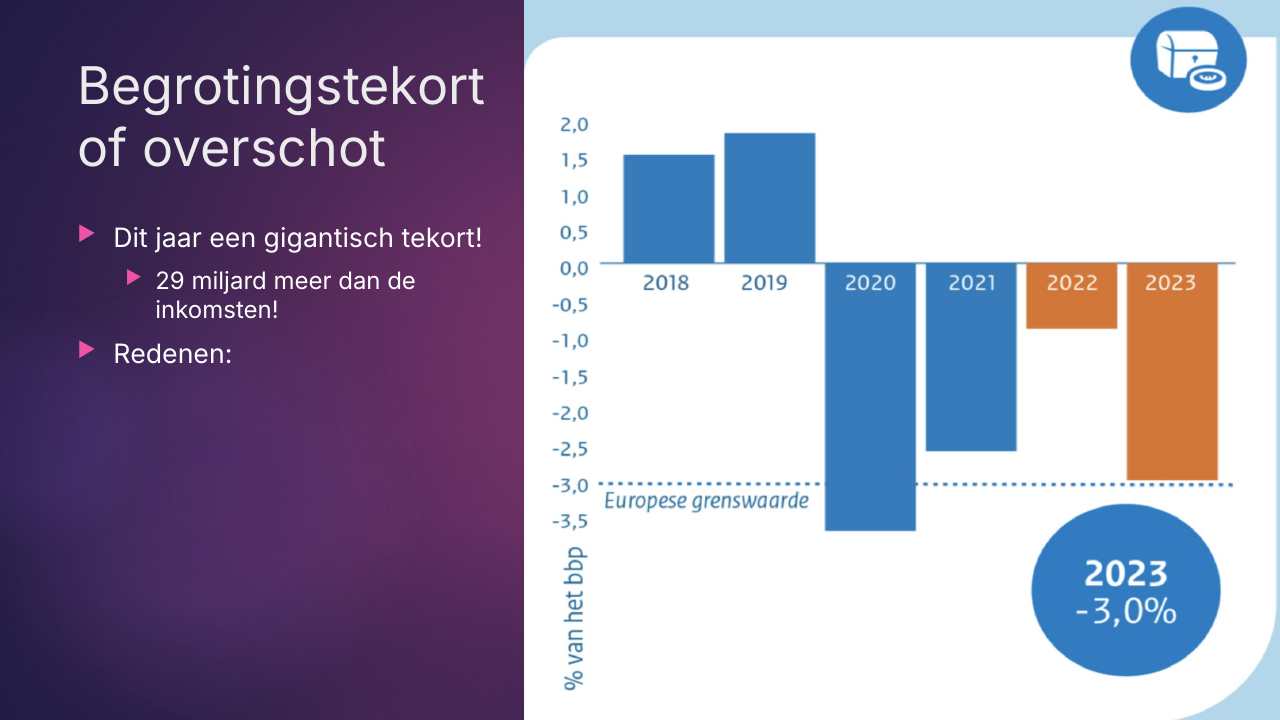 Begrotingstekort
of overschot
Dit jaar een gigantisch tekort!
29 miljard meer dan de
inkomsten!
Redenen:
2,0
1,5
1,0
0,5
0,0
-0,5
-1,0
-1,5
-2,0
-2,5
-3,0
-3,5
% van het bbp
2018
2019
2020
2021
2022
2023
Europese grenswaarde
2023
-3,0%